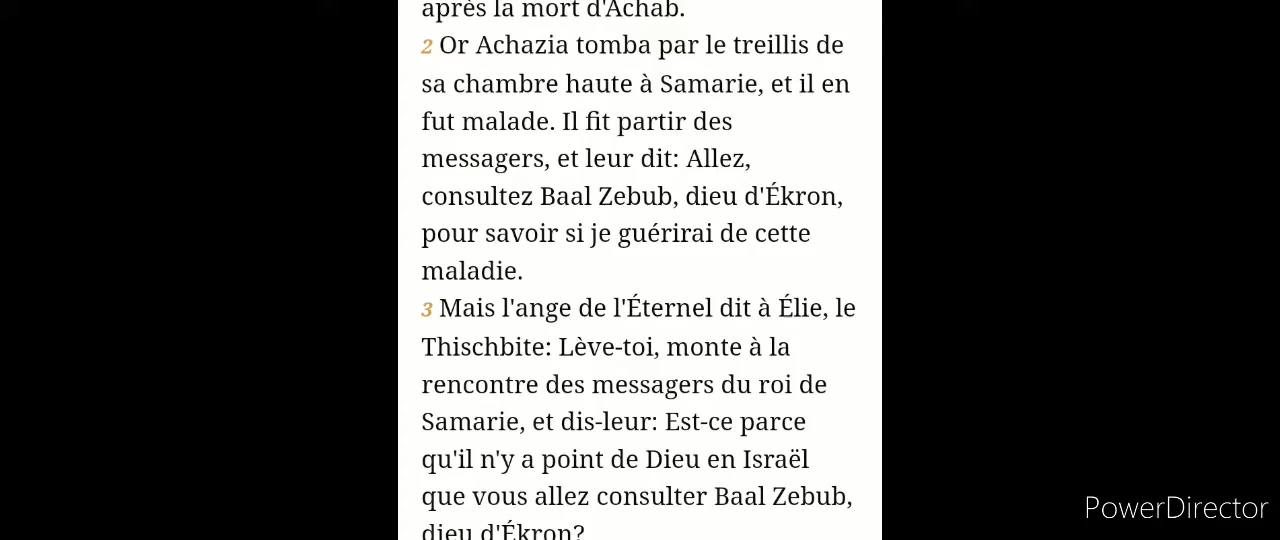 après la mort d'Achab.
2 Or Achazia tomba par le treillis de
sa chambre haute à Samarie, et il en
fut malade. Il fit partir des
messagers, et leur dit: Allez,
consultez Baal Zebub, dieu d'Ékron,
pour savoir si je guérirai de cette
maladie.
3 Mais l'ange de l'Éternel dit à Élie, le
Thischbite: Lève-toi, monte à la
rencontre des messagers du roi de
Samarie, et dis-leur: Est-ce parce
qu'il n'y a point de Dieu en Israël
que vous allez consulter Baal Zebub,
dieu d'Ékron?
PowerDirector